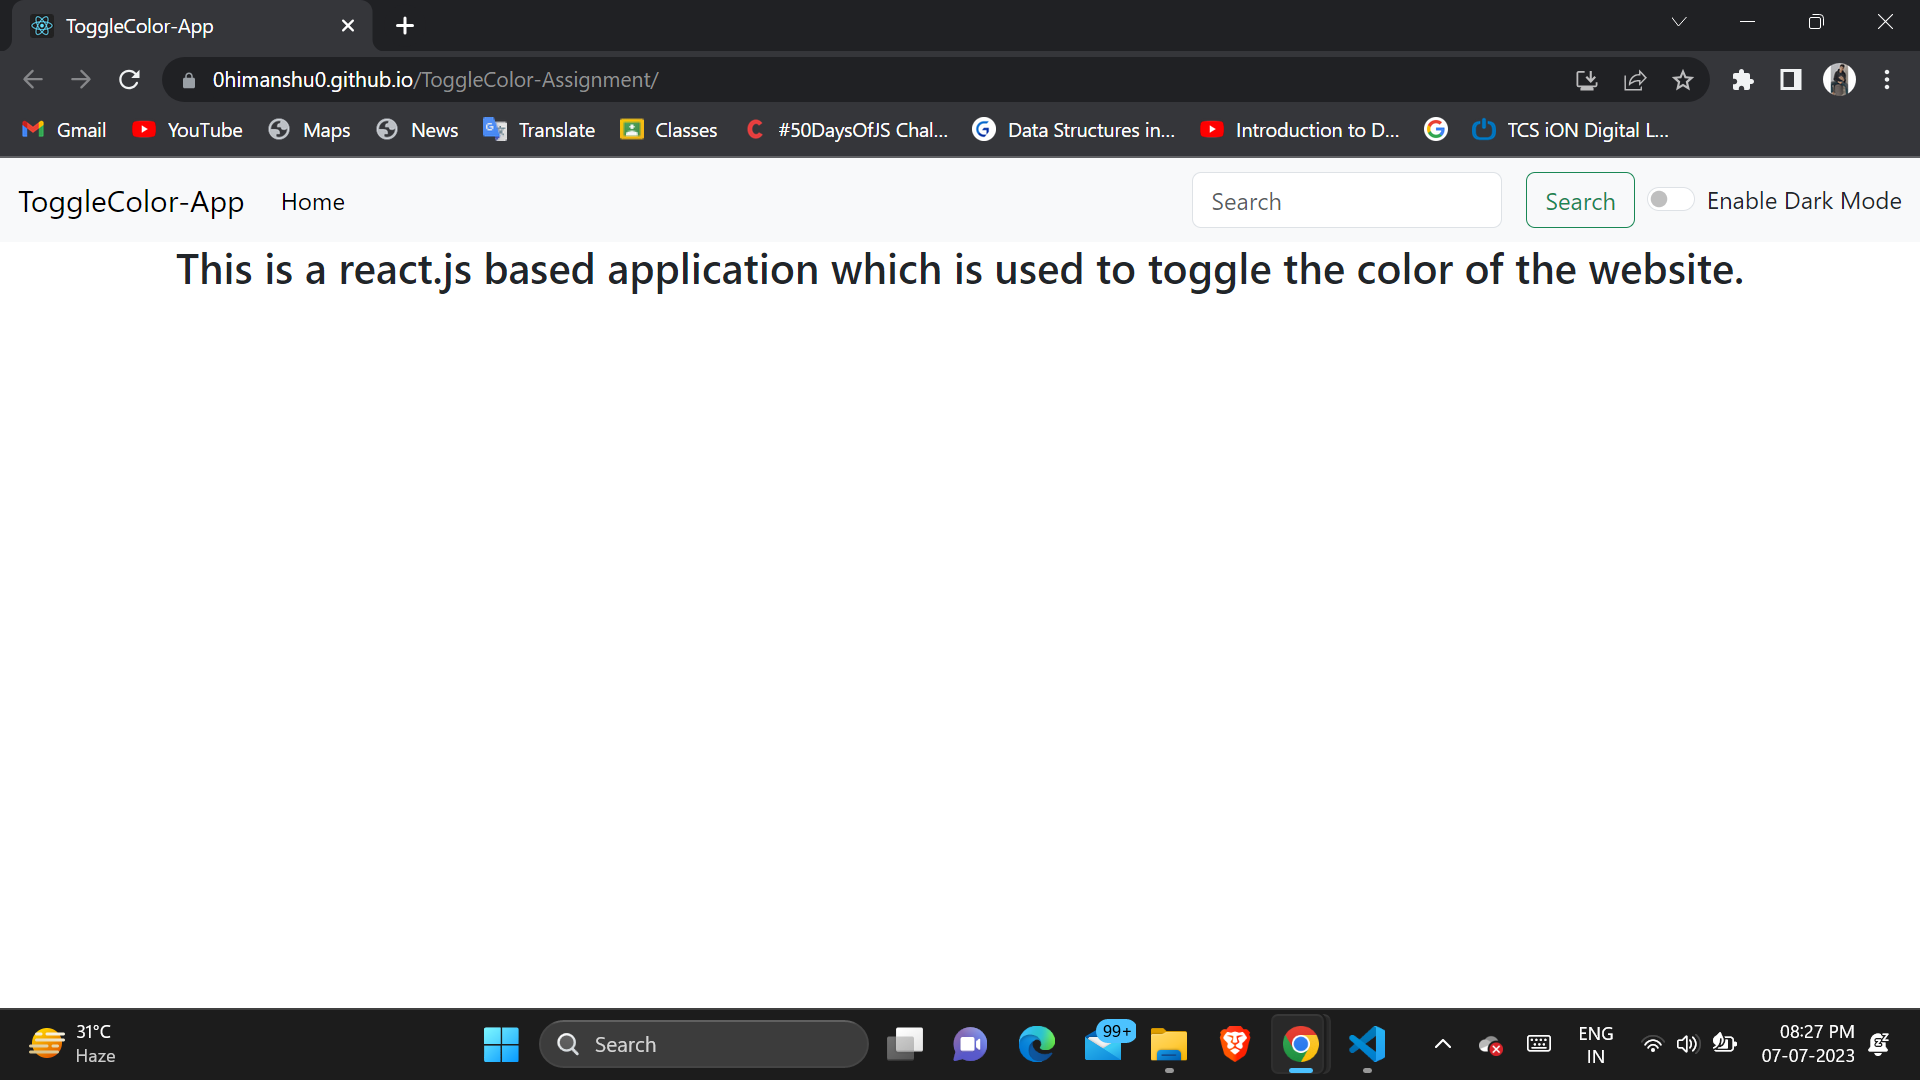 ToggleColor-App
0himanshu0.github.io/ToggleColor-Assignment/
Gmail YouTube Maps News Translate Classes #50DaysOfJS Chal... Data Structures in... Introduction to D... TCS iON Digital L...
ToggleColor-App Home Search Search Enable Dark Mode
This is a react.js based application which is used to toggle the color of the website.
31°C
Haze
Search
99+
ENG
IN
08:27 PM
07-07-2023